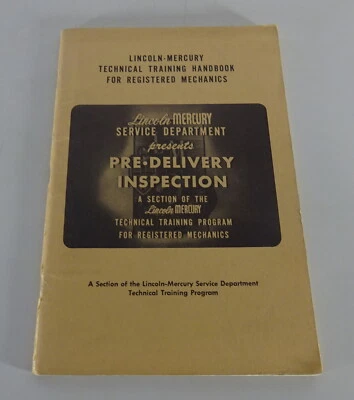 LINCOLN-MERCURY
TECHNICAL TRAINING HANDBOOK
FOR REGISTERED MECHANICS
Lincoln-MERCURY
SERVICE DEPARTMENT
presents
PRE-DELIVERY
INSPECTION
A SECTION OF THE
Lincoln MERCURY
TECHNICAL TRAINING PROGRAM
FOR REGISTERED MECHANICS
A Section of the Lincoln-Mercury Service Department
Technical Training Program